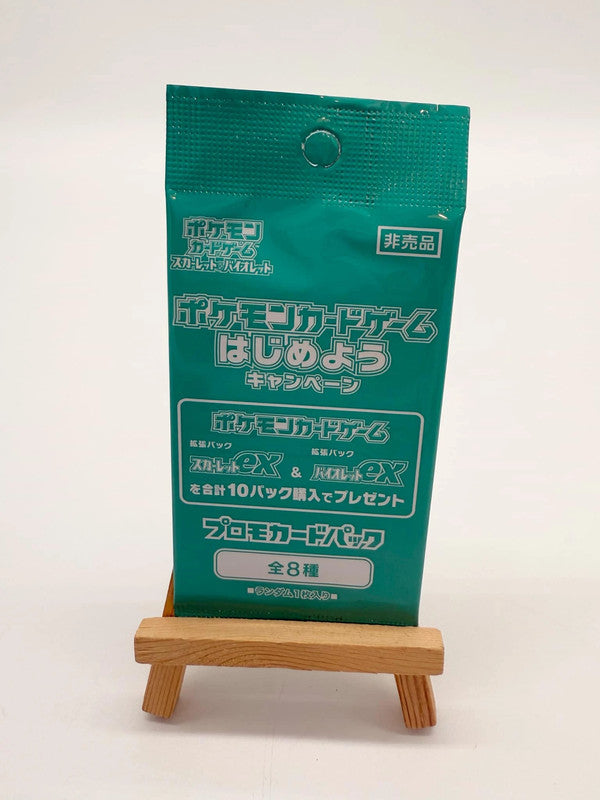 ポケモン
カードゲーム
スカーレット&バイオレット
非売品
ポケモンカードゲーム
はじめよう
キャンペーン
ポケモンカードゲーム
拡張パック
スカーレットex
&
拡張パック
バイオレットex
を合計10パック購入でプレゼント
プロモカードパック
全8種
■ランダム1枚入り■